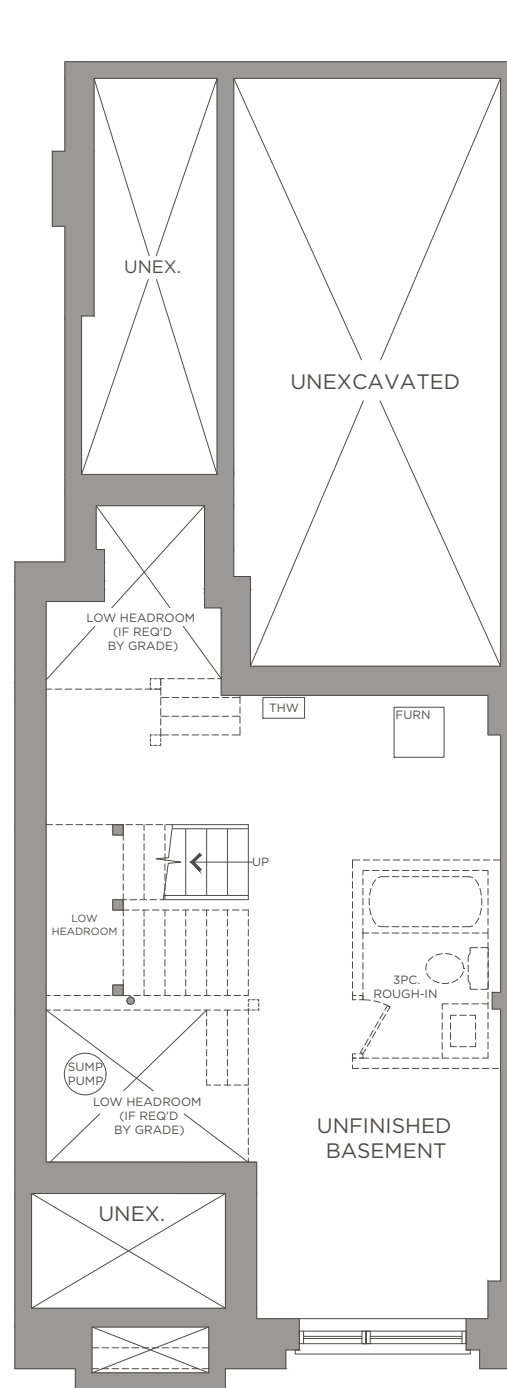 UNEX.
UNEXCAVATED
LOW HEADROOM
(IF REQ'D
BY GRADE)
THW
FURN
UP
LOW
HEADROOM
3PC.
ROUGH-IN
SUMP
PUMP
LOW HEADROOM
(IF REQ'D
BY GRADE)
UNFINISHED
BASEMENT
UNEX.